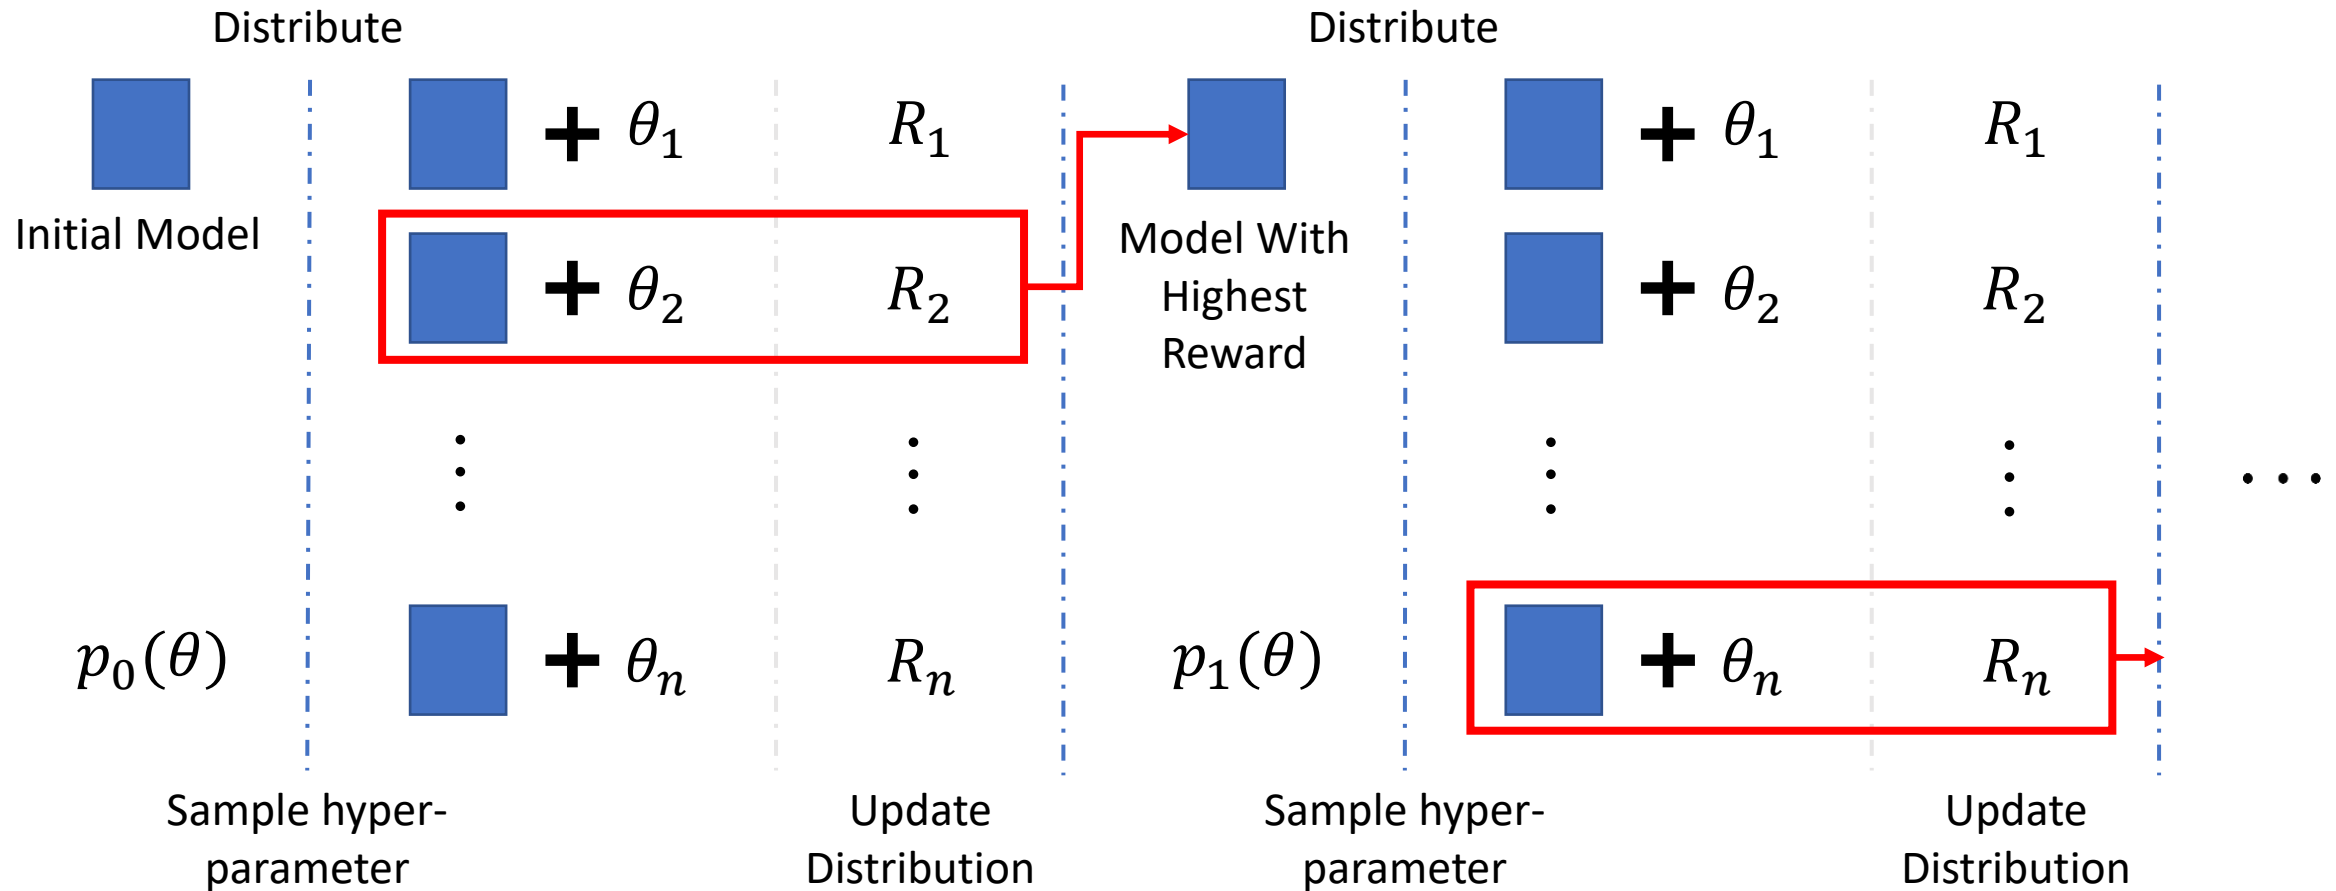 Distribute
Distribute
+ θ₁
R₁
+ θ₁
R₁
Initial Model
+ θ₂
R₂
Model With
Highest
Reward
+ θ₂
R₂
⋮
⋮
⋮
⋮
⋯
p₀(θ)
+ θₙ
Rₙ
p₁(θ)
+ θₙ
Rₙ
Sample hyper-
parameter
Update
Distribution
Sample hyper-
parameter
Update
Distribution